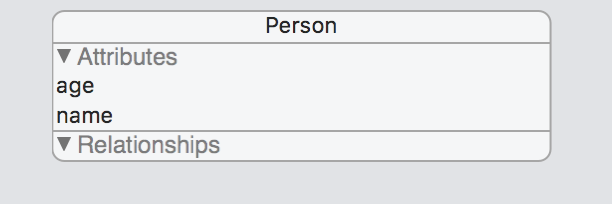 Person
Attributes
age
name
Relationships